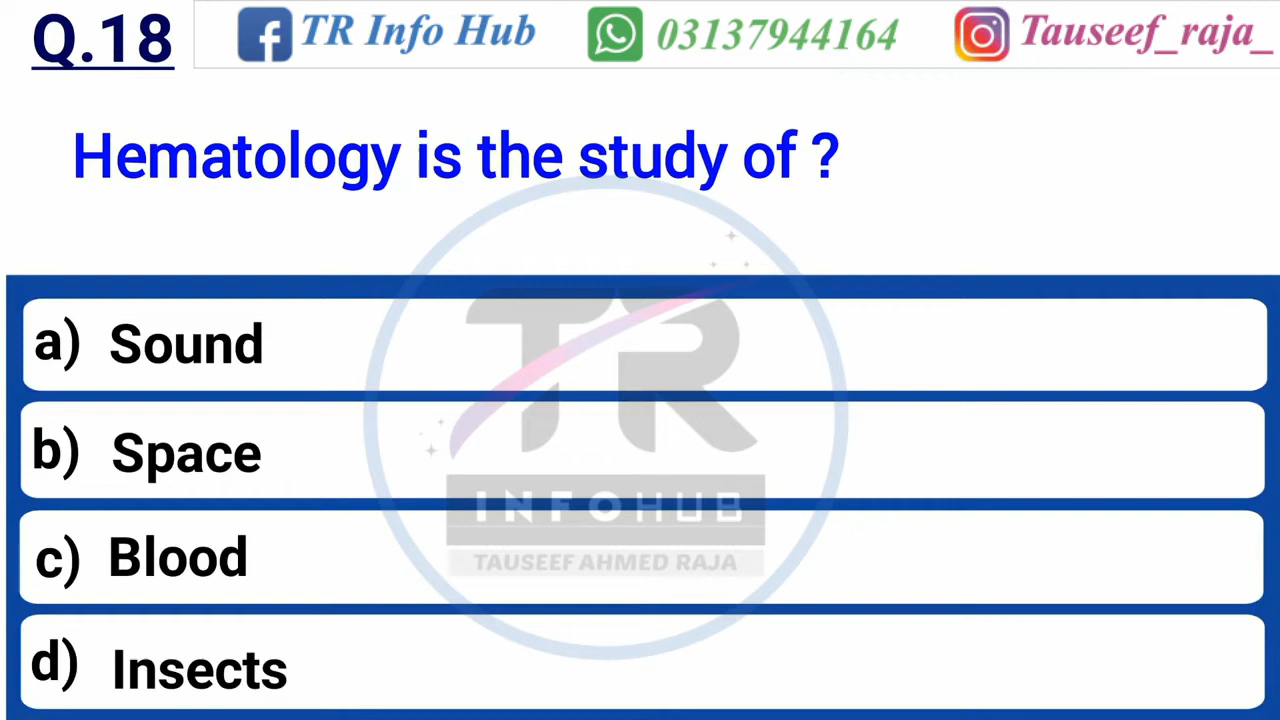 Q.18
TR Info Hub
03137944164
Tauseef_raja_
Hematology is the study of ?
a) Sound
b) Space
c) Blood
d) Insects
TR
INFOHUB
TAUSEEF AHMED RAJA